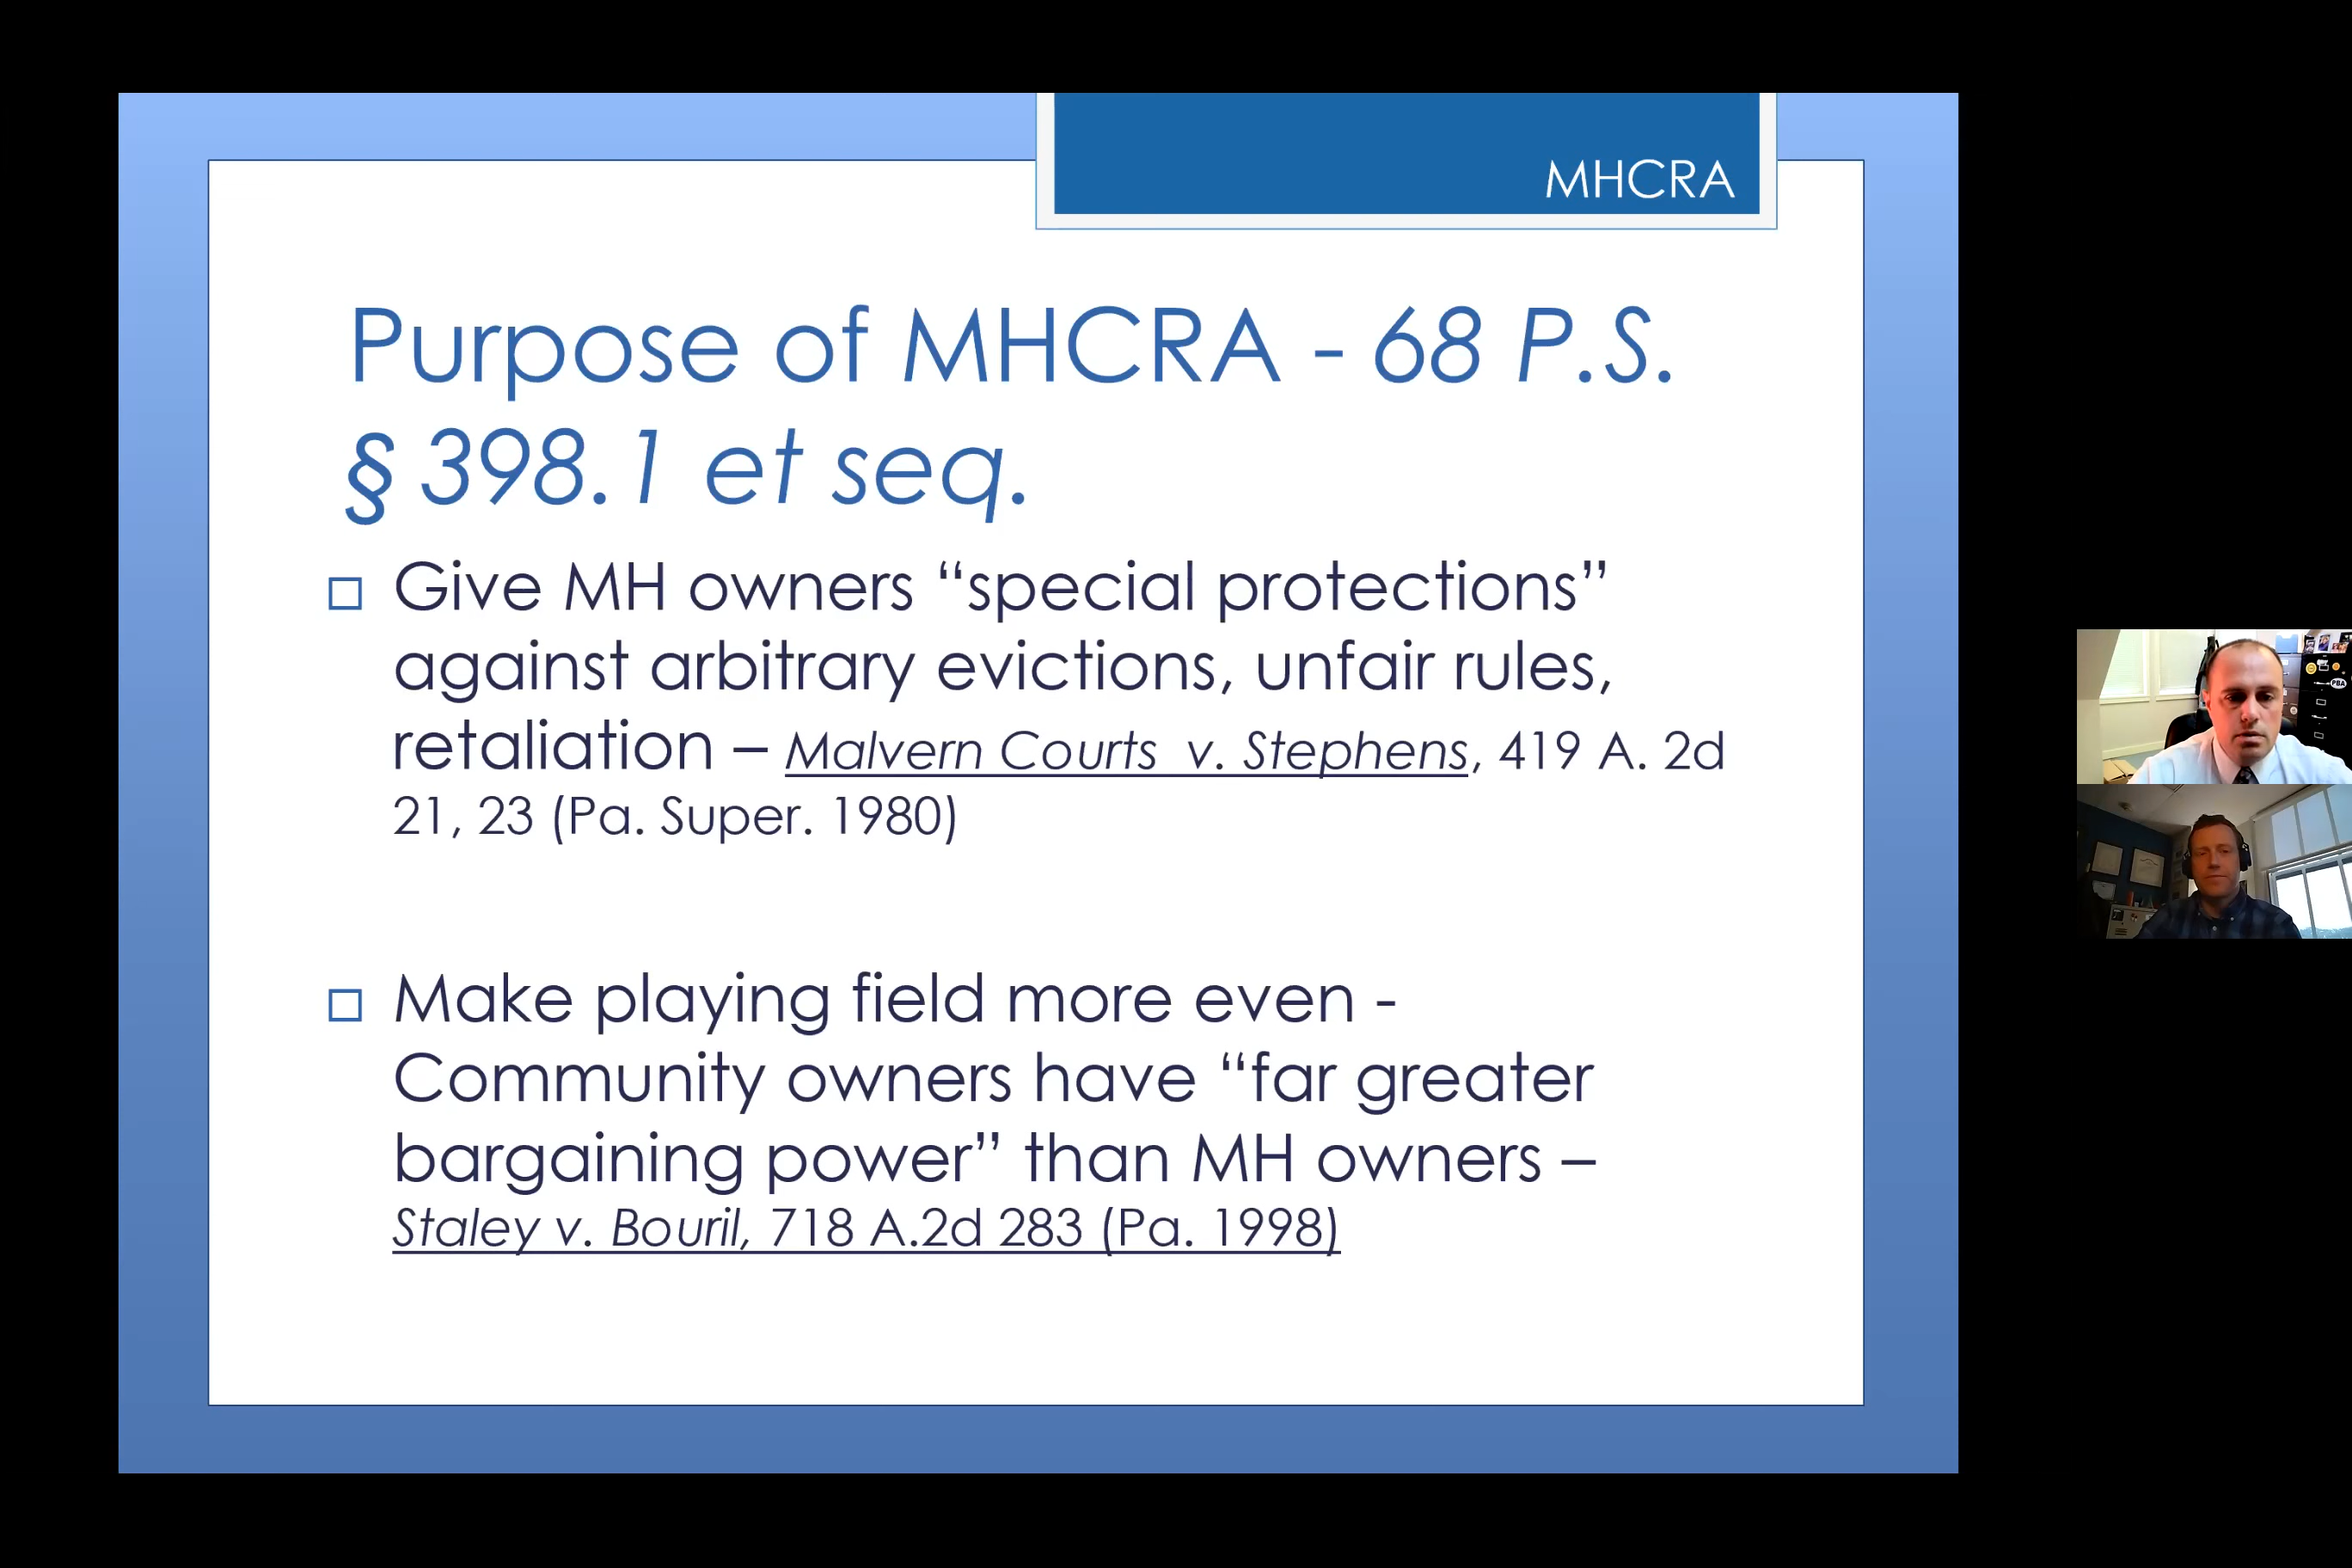 MHCRA
Purpose of MHCRA - 68 P.S.
§ 398.1 et seq.
□ Give MH owners “special protections”
against arbitrary evictions, unfair rules,
retaliation – Malvern Courts v. Stephens, 419 A. 2d
21, 23 (Pa. Super. 1980)
□ Make playing field more even -
Community owners have “far greater
bargaining power” than MH owners –
Staley v. Bouril, 718 A.2d 283 (Pa. 1998)
PBA